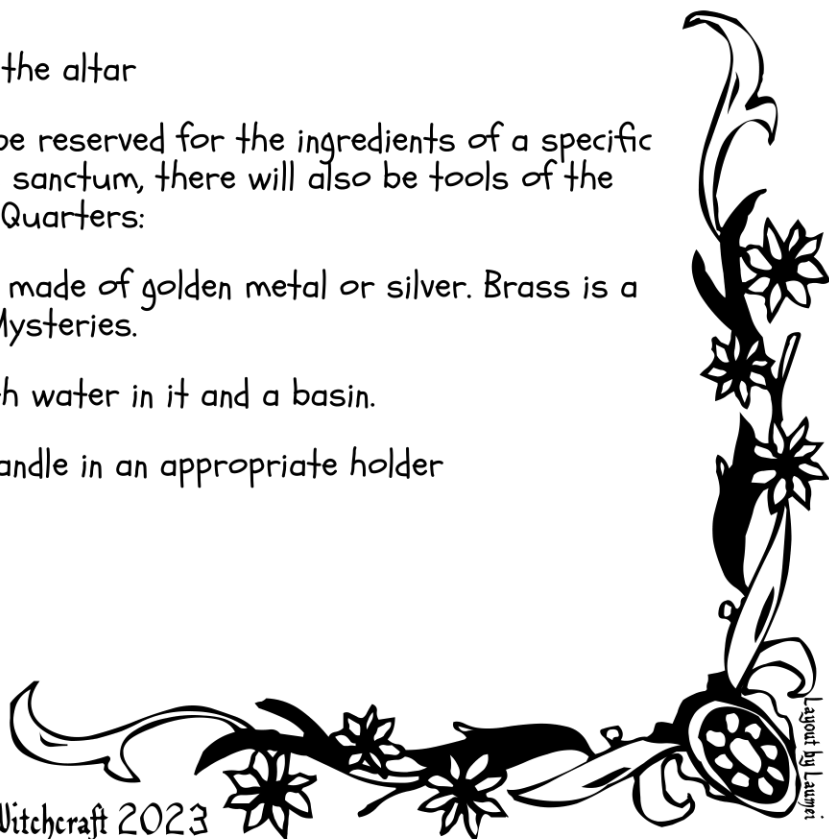 the altar
be reserved for the ingredients of a specific
sanctum, there will also be tools of the
Quarters:
made of golden metal or silver. Brass is a
Mysteries.
h water in it and a basin.
andle in an appropriate holder
Layout by Laumei
Witchcraft 2023